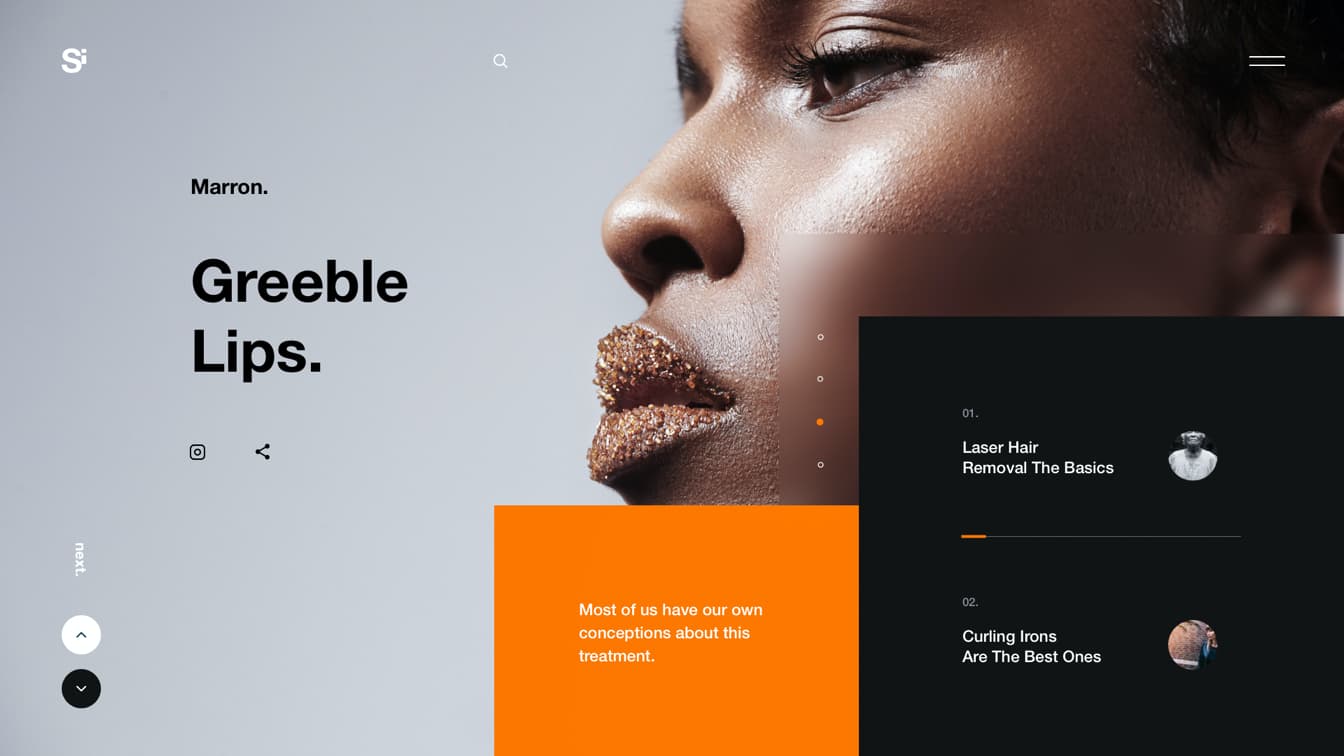 Si
Marron.
Greeble
Lips.
next.
Most of us have our own
conceptions about this
treatment.
01.
Laser Hair
Removal The Basics
02.
Curling Irons
Are The Best Ones